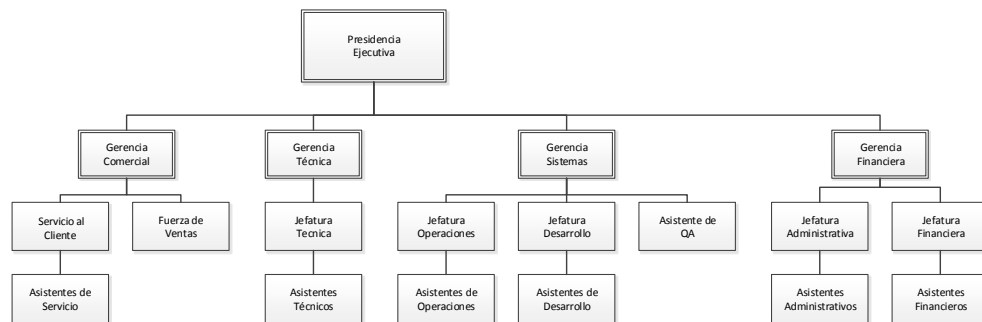 Presidencia
Ejecutiva
Gerencia
Comercial
Gerencia
Técnica
Gerencia
Sistemas
Gerencia
Financiera
Servicio al
Cliente
Fuerza de
Ventas
Jefatura
Tecnica
Jefatura
Operaciones
Jefatura
Desarrollo
Asistente de
QA
Jefatura
Administrativa
Jefatura
Financiera
Asistentes de
Servicio
Asistentes
Técnicos
Asistentes de
Operaciones
Asistentes de
Desarrollo
Asistentes
Administrativos
Asistentes
Financieros